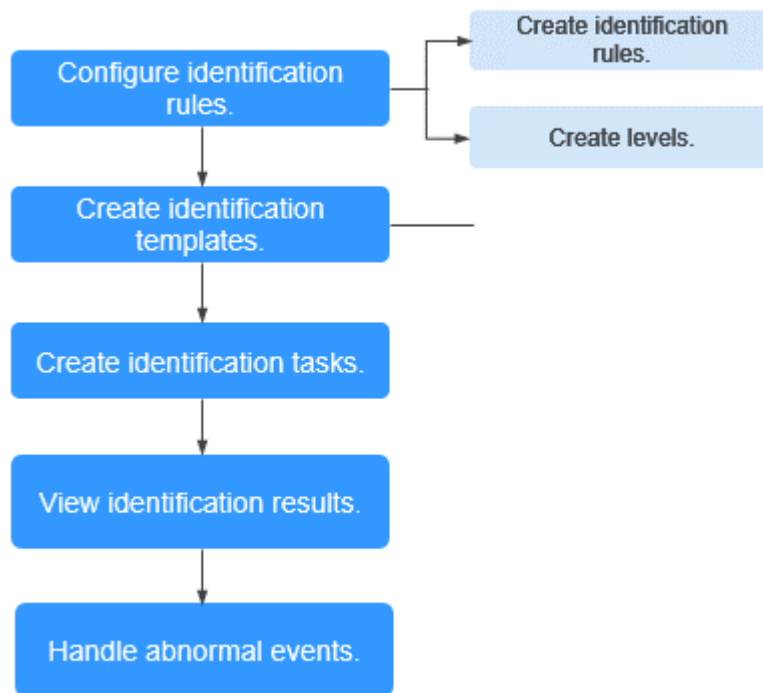 Create identification
rules.
Configure identification
rules.
Create levels.
Create identification
templates.
Create identification tasks.
View identification results.
Handle abnormal events.